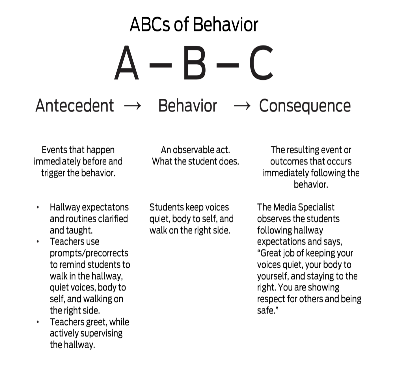 ABCs of Behavior
A – B – C
Antecedent → Behavior → Consequence
Events that happen
immediately before and
trigger the behavior.
An observable act.
What the student does.
The resulting event or
outcomes that occurs
immediately following the
behavior.
• Hallway expectatons
and routines clarified
and taught.
• Teachers use
prompts/precorrects
to remind students to
walk in the hallway,
quiet voices, body to
self, and walking on
the right side.
• Teachers greet, while
actively supervising
the hallway.
Students keep voices
quiet, body to self, and
walk on the right side.
The Media Specialist
observes the students
following hallway
expectations and says,
"Great job of keeping your
voices quiet, your body to
yourself, and staying to the
right. You are showing
respect for others and being
safe."